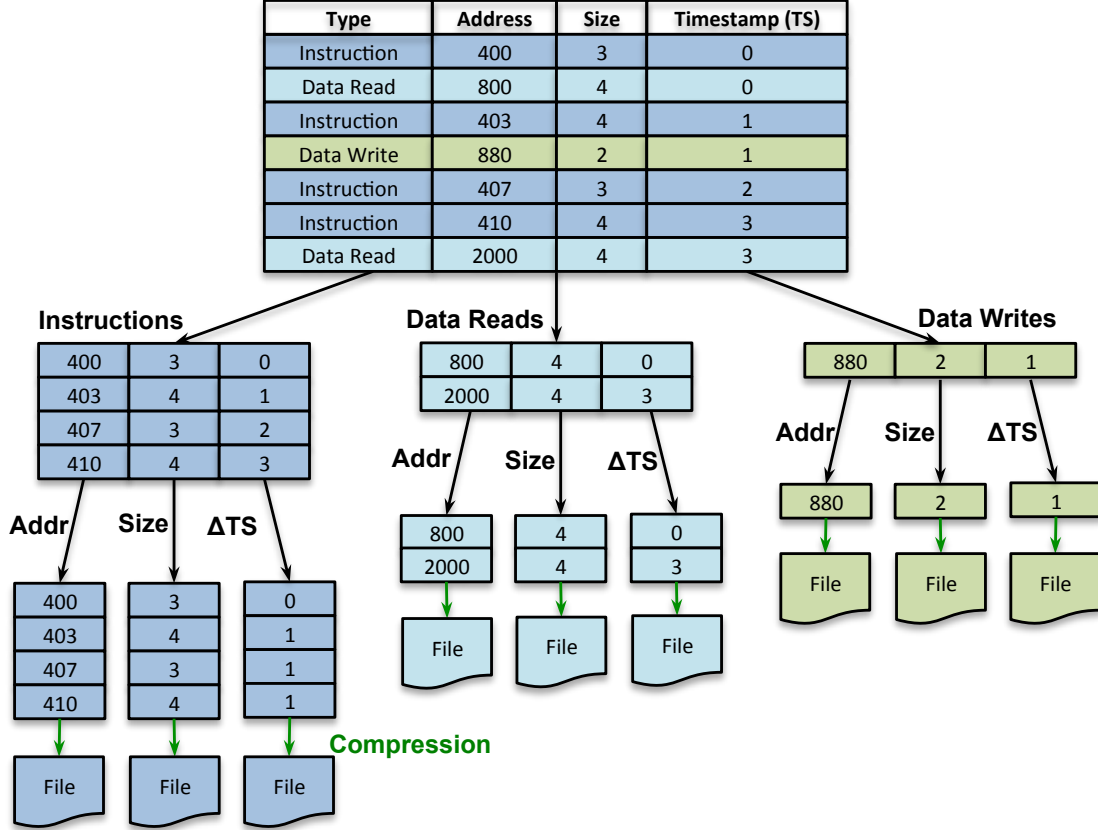 Type Address Size Timestamp (TS)
Instruction 400 3 0
Data Read 800 4 0
Instruction 403 4 1
Data Write 880 2 1
Instruction 407 3 2
Instruction 410 4 3
Data Read 2000 4 3
Instructions
400 3 0
403 4 1
407 3 2
410 4 3
Addr Size ΔTS
400 3 0
403 4 1
407 3 1
410 4 1
Compression
File File File
Data Reads
800 4 0
2000 4 3
Addr Size ΔTS
800 4 0
2000 4 3
File File File
Data Writes
880 2 1
Addr Size ΔTS
880 2 1
File File File